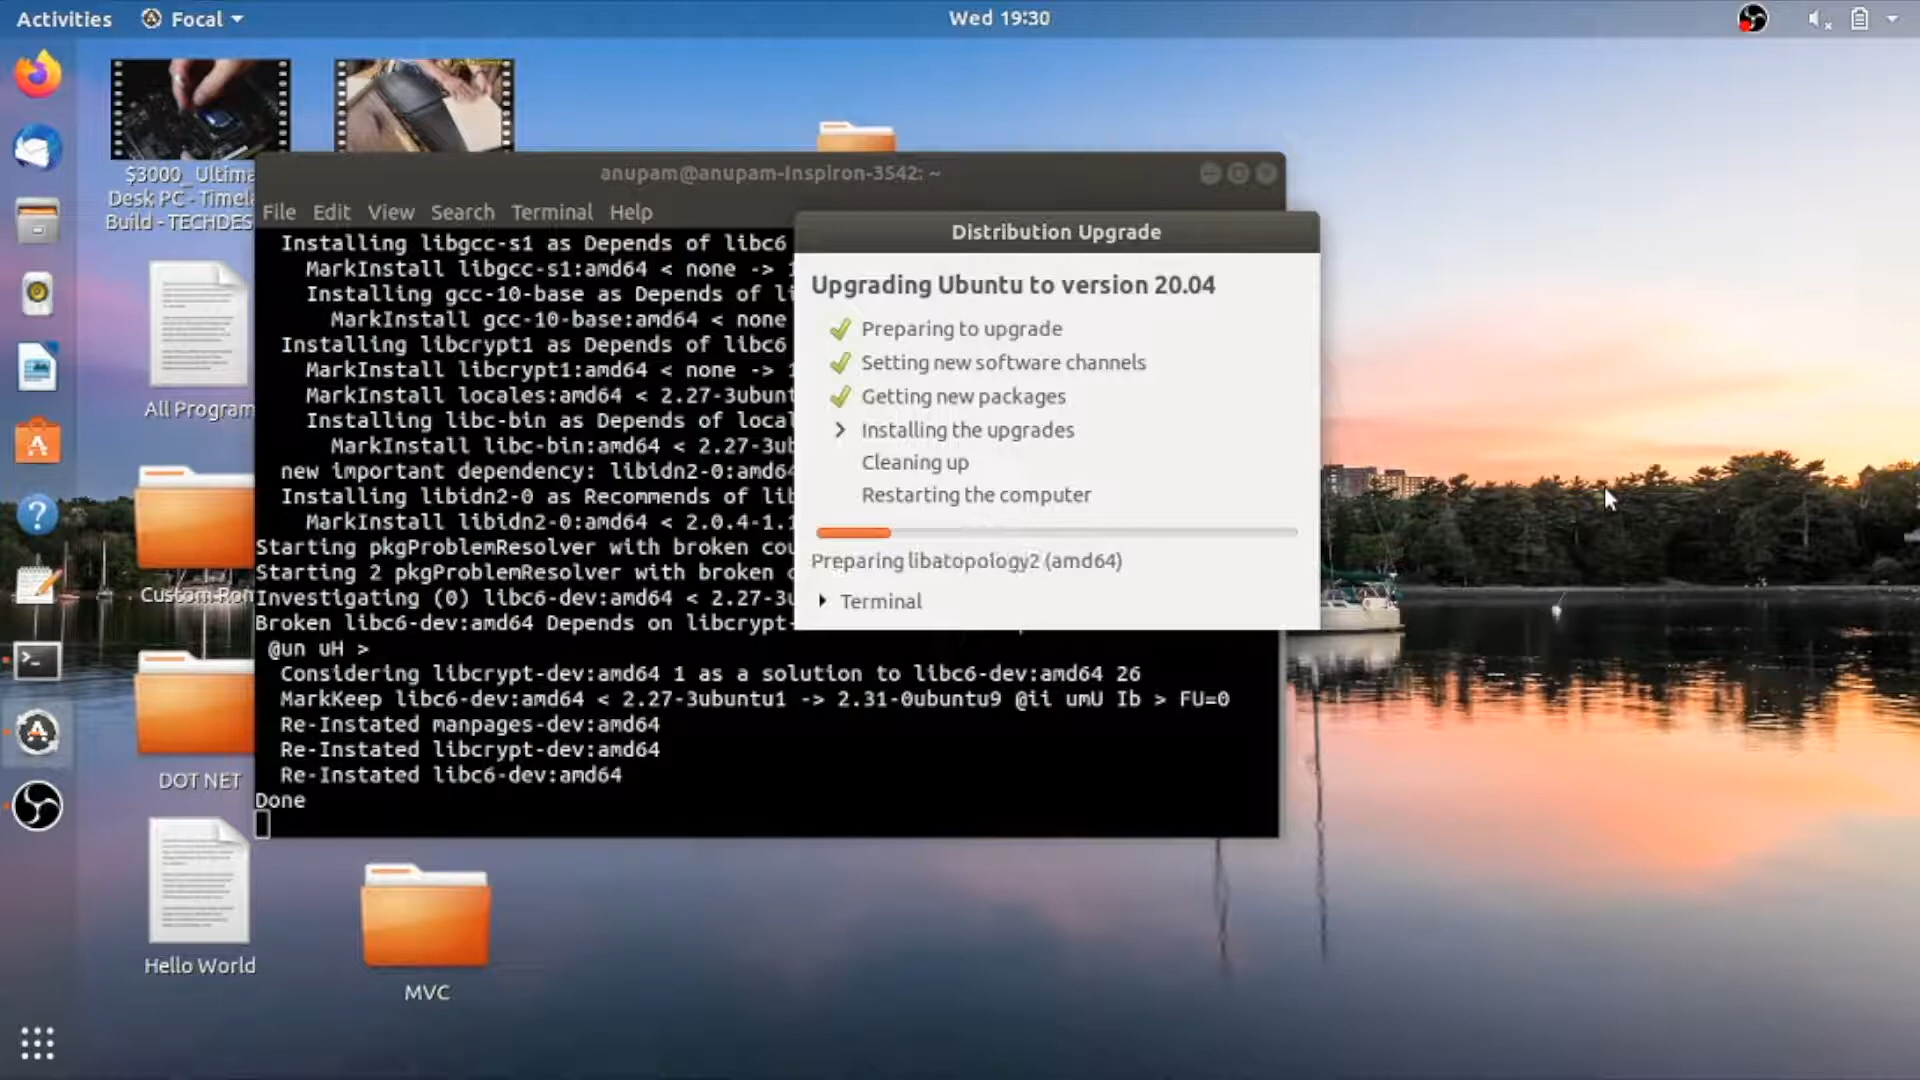 Activities
Focal
Wed 19:30
$3000_ Ultima
Desk PC - Timel
Build - TECHDES
All Program
Custom Rom
DOT NET
Hello World
MVC
anupam@anupam-Inspiron-3542: ~
File Edit View Search Terminal Help
Installing libgcc-s1 as Depends of libc6
MarkInstall libgcc-s1:amd64 < none -> 1
Installing gcc-10-base as Depends of li
MarkInstall gcc-10-base:amd64 < none
Installing libcrypt1 as Depends of libc6
MarkInstall libcrypt1:amd64 < none -> 1
MarkInstall locales:amd64 < 2.27-3ubunt
Installing libc-bin as Depends of local
MarkInstall libc-bin:amd64 < 2.27-3ub
new important dependency: libidn2-0:amd64
Installing libidn2-0 as Recommends of lib
MarkInstall libidn2-0:amd64 < 2.0.4-1.1
Starting pkgProblemResolver with broken cou
Starting 2 pkgProblemResolver with broken c
Investigating (0) libc6-dev:amd64 < 2.27-3u
Broken libc6-dev:amd64 Depends on libcrypt-
@un uH >
Considering libcrypt-dev:amd64 1 as a solution to libc6-dev:amd64 26
MarkKeep libc6-dev:amd64 < 2.27-3ubuntu1 -> 2.31-0ubuntu9 @ii umU Ib > FU=0
Re-Instated manpages-dev:amd64
Re-Instated libcrypt-dev:amd64
Re-Instated libc6-dev:amd64
Done
Distribution Upgrade
Upgrading Ubuntu to version 20.04
Preparing to upgrade
Setting new software channels
Getting new packages
Installing the upgrades
Cleaning up
Restarting the computer
Preparing libatopology2 (amd64)
Terminal